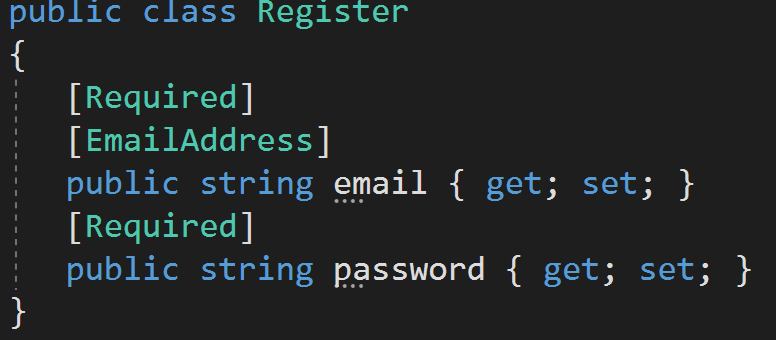 public class Register
{
[Required]
[EmailAddress]
public string email { get; set; }
[Required]
public string password { get; set; }
}